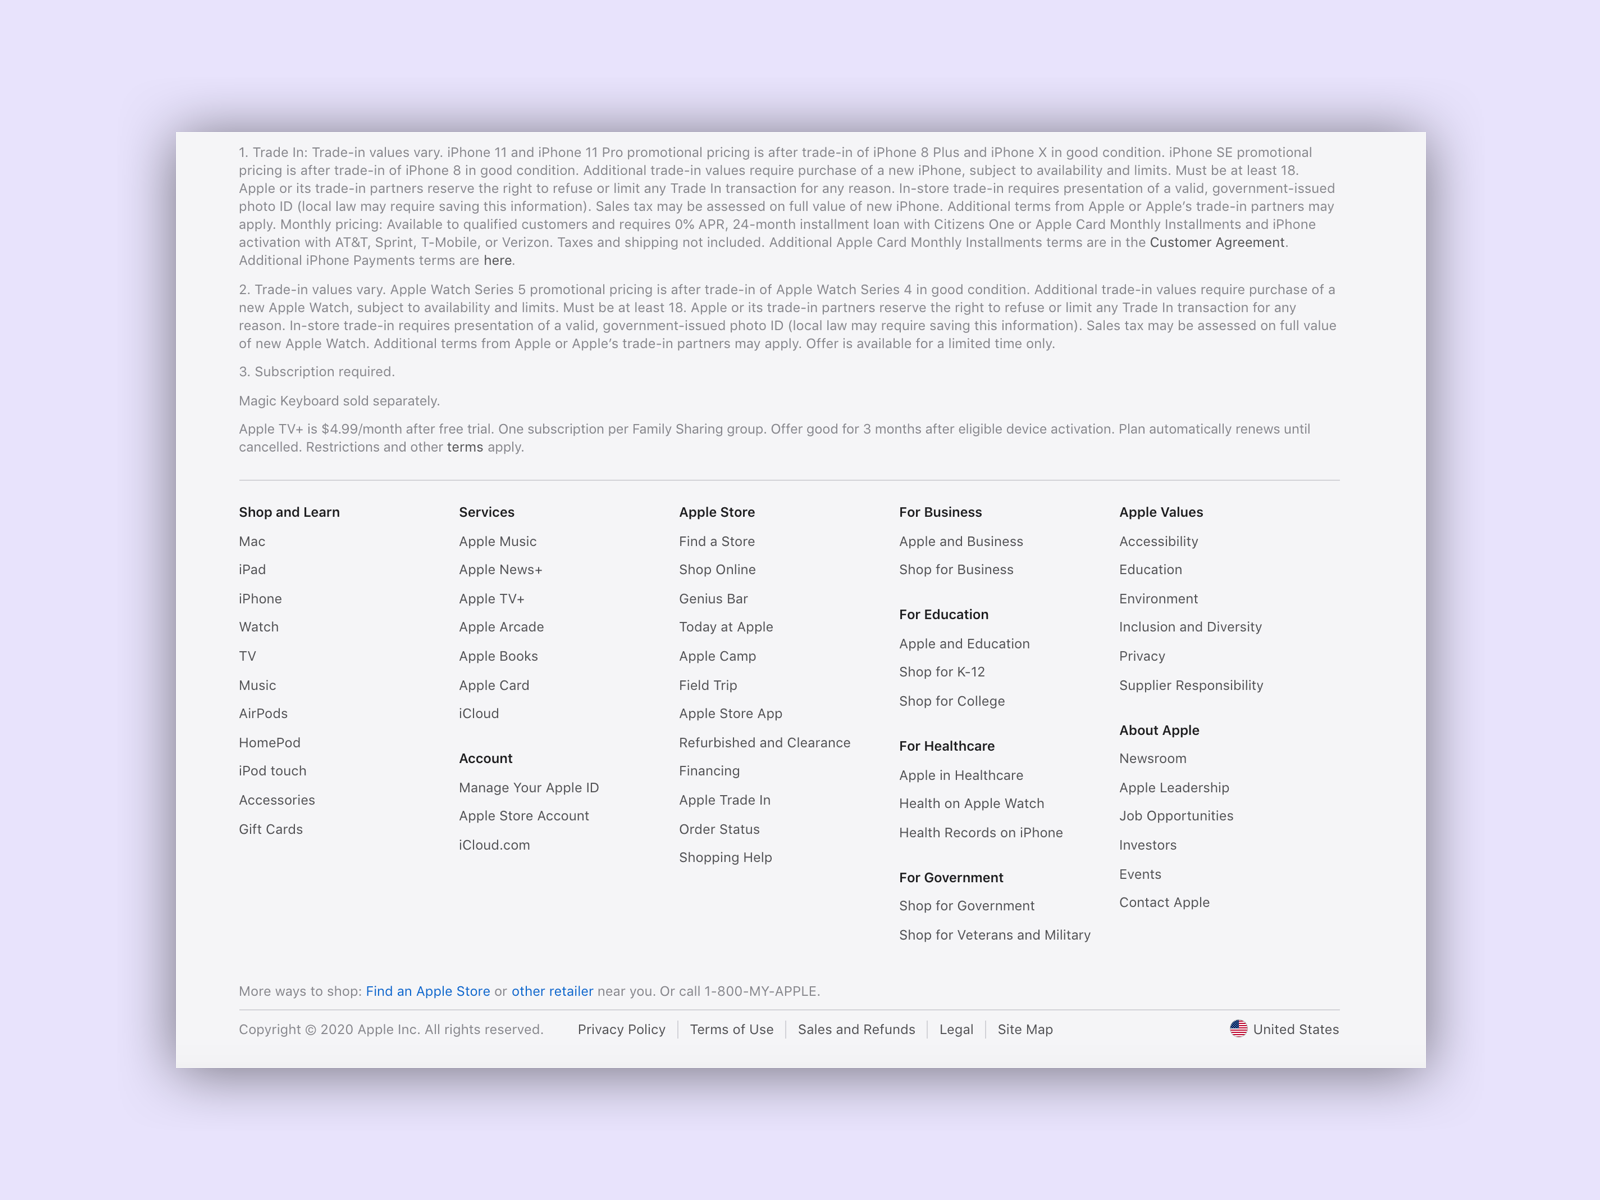 1. Trade In: Trade-in values vary. iPhone 11 and iPhone 11 Pro promotional pricing is after trade-in of iPhone 8 Plus and iPhone X in good condition. iPhone SE promotional
pricing is after trade-in of iPhone 8 in good condition. Additional trade-in values require purchase of a new iPhone, subject to availability and limits. Must be at least 18.
Apple or its trade-in partners reserve the right to refuse or limit any Trade In transaction for any reason. In-store trade-in requires presentation of a valid, government-issued
photo ID (local law may require saving this information). Sales tax may be assessed on full value of new iPhone. Additional terms from Apple or Apple’s trade-in partners may
apply. Monthly pricing: Available to qualified customers and requires 0% APR, 24-month installment loan with Citizens One or Apple Card Monthly Installments and iPhone
activation with AT&T, Sprint, T-Mobile, or Verizon. Taxes and shipping not included. Additional Apple Card Monthly Installments terms are in the Customer Agreement.
Additional iPhone Payments terms are here.
2. Trade-in values vary. Apple Watch Series 5 promotional pricing is after trade-in of Apple Watch Series 4 in good condition. Additional trade-in values require purchase of a
new Apple Watch, subject to availability and limits. Must be at least 18. Apple or its trade-in partners reserve the right to refuse or limit any Trade In transaction for any
reason. In-store trade-in requires presentation of a valid, government-issued photo ID (local law may require saving this information). Sales tax may be assessed on full value
of new Apple Watch. Additional terms from Apple or Apple’s trade-in partners may apply. Offer is available for a limited time only.
3. Subscription required.
Magic Keyboard sold separately.
Apple TV+ is $4.99/month after free trial. One subscription per Family Sharing group. Offer good for 3 months after eligible device activation. Plan automatically renews until
cancelled. Restrictions and other terms apply.
Shop and Learn
Mac
iPad
iPhone
Watch
TV
Music
AirPods
HomePod
iPod touch
Accessories
Gift Cards
Services
Apple Music
Apple News+
Apple TV+
Apple Arcade
Apple Books
Apple Card
iCloud
Account
Manage Your Apple ID
Apple Store Account
iCloud.com
Apple Store
Find a Store
Shop Online
Genius Bar
Today at Apple
Apple Camp
Field Trip
Apple Store App
Refurbished and Clearance
Financing
Apple Trade In
Order Status
Shopping Help
For Business
Apple and Business
Shop for Business
For Education
Apple and Education
Shop for K-12
Shop for College
For Healthcare
Apple in Healthcare
Health on Apple Watch
Health Records on iPhone
For Government
Shop for Government
Shop for Veterans and Military
Apple Values
Accessibility
Education
Environment
Inclusion and Diversity
Privacy
Supplier Responsibility
About Apple
Newsroom
Apple Leadership
Job Opportunities
Investors
Events
Contact Apple
More ways to shop: Find an Apple Store or other retailer near you. Or call 1-800-MY-APPLE.
Copyright © 2020 Apple Inc. All rights reserved. Privacy Policy Terms of Use Sales and Refunds Legal Site Map United States